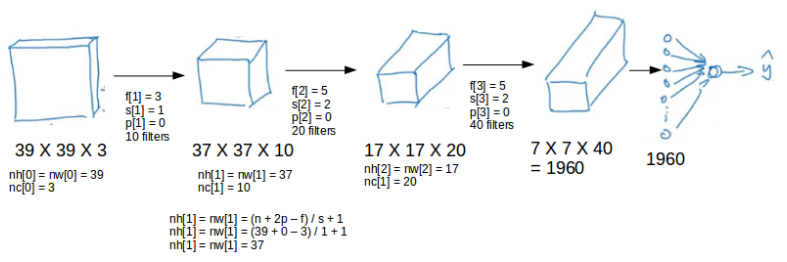 f[1] = 3
s[1] = 1
p[1] = 0
10 filters
f[2] = 5
s[2] = 2
p[2] = 0
20 filters
f[3] = 5
s[3] = 2
p[3] = 0
40 filters
ŷ
39 X 39 X 3
nh[0] = nw[0] = 39
nc[0] = 3
37 X 37 X 10
nh[1] = nw[1] = 37
nc[1] = 10
17 X 17 X 20
nh[2] = nw[2] = 17
nc[1] = 20
7 X 7 X 40
= 1960
1960
nh[1] = nw[1] = (n + 2p – f) / s + 1
nh[1] = nw[1] = (39 + 0 – 3) / 1 + 1
nh[1] = nw[1] = 37